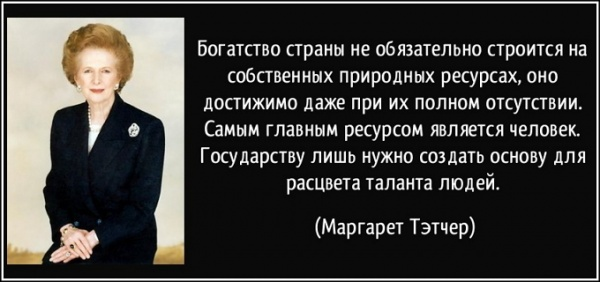 Богатство страны не обязательно строится на
собственных природных ресурсах, оно
достижимо даже при их полном отсутствии.
Самым главным ресурсом является человек.
Государству лишь нужно создать основу для
расцвета таланта людей.
(Маргарет Тэтчер)